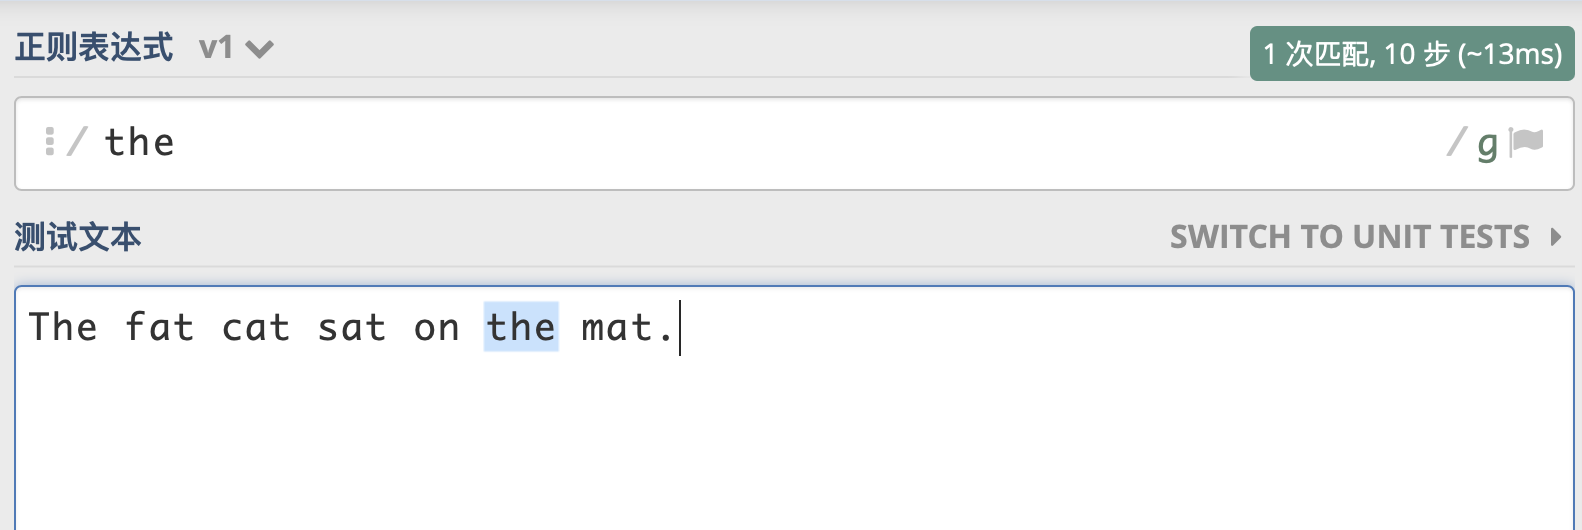 正则表达式 v1
1 次匹配, 10 步 (~13ms)
/ the / g
测试文本 SWITCH TO UNIT TESTS
The fat cat sat on the mat.